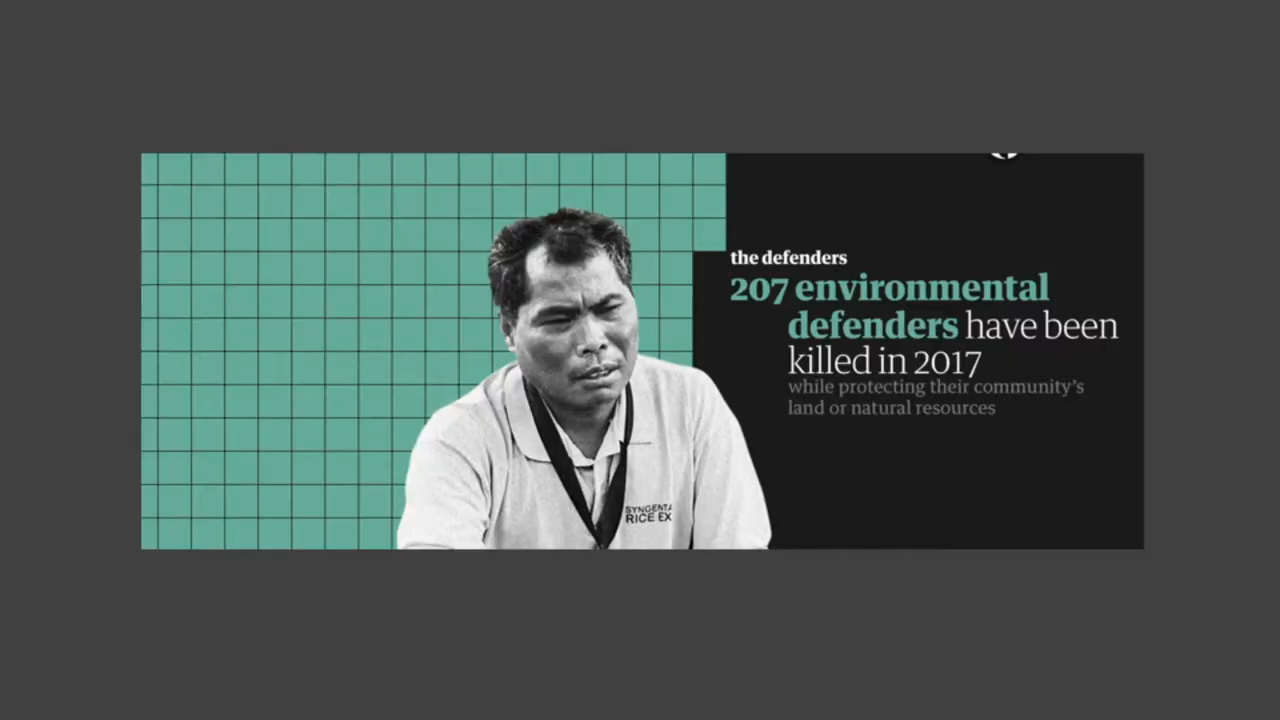 the defenders
207 environmental
defenders have been
killed in 2017
while protecting their community's
land or natural resources
SYNGENTA
RICE EX